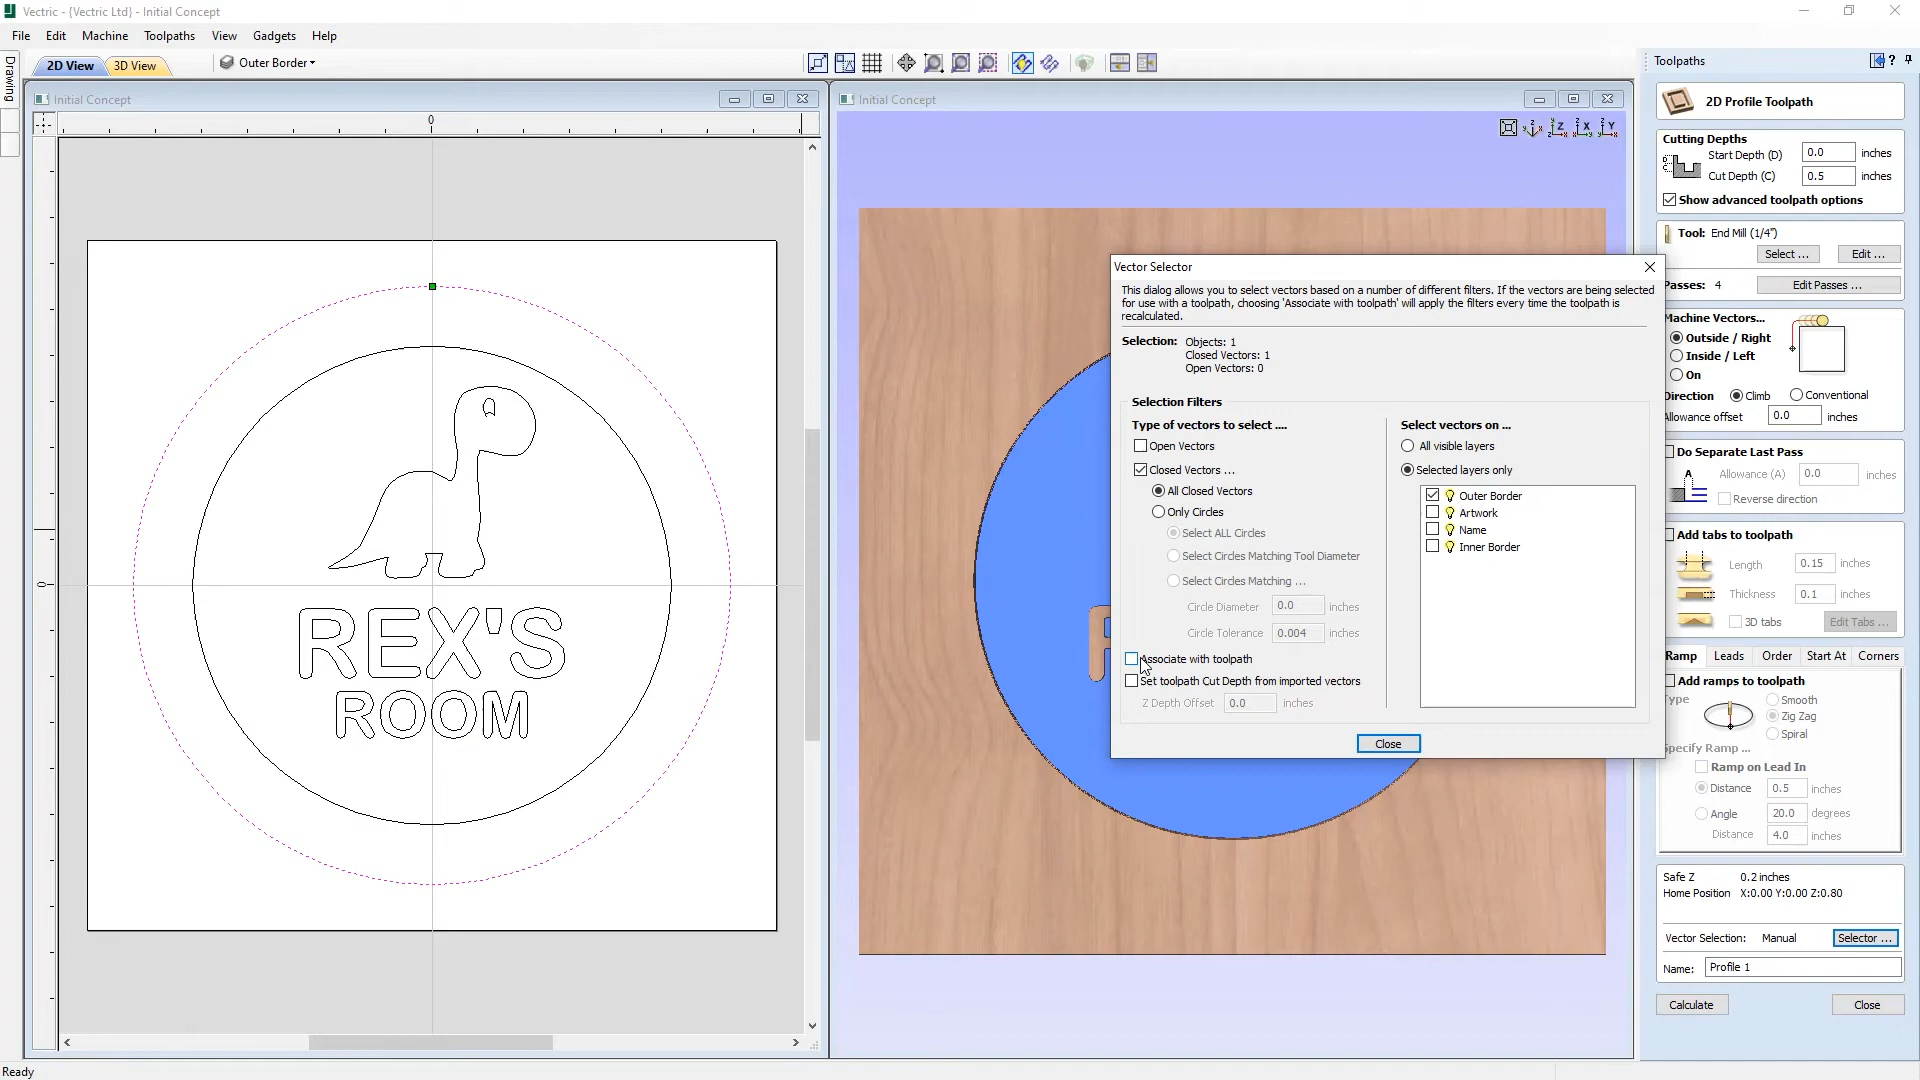 Vectric - {Vectric Ltd} - Initial Concept
File Edit Machine Toolpaths View Gadgets Help
Drawing
2D View 3D View Outer Border
Initial Concept
0
0
REX'S
ROOM
Initial Concept
Z X Y
Vector Selector
This dialog allows you to select vectors based on a number of different filters. If the vectors are being selected
for use with a toolpath, choosing 'Associate with toolpath' will apply the filters every time the toolpath is
recalculated.
Selection: Objects: 1
Closed Vectors: 1
Open Vectors: 0
Selection Filters
Type of vectors to select ....
Open Vectors
Closed Vectors ...
All Closed Vectors
Only Circles
Select ALL Circles
Select Circles Matching Tool Diameter
Select Circles Matching ...
Circle Diameter 0.0 inches
Circle Tolerance 0.004 inches
Associate with toolpath
Set toolpath Cut Depth from imported vectors
Z Depth Offset 0.0 inches
Select vectors on ...
All visible layers
Selected layers only
Outer Border
Artwork
Name
Inner Border
Close
Toolpaths
2D Profile Toolpath
Cutting Depths
Start Depth (D) 0.0 inches
Cut Depth (C) 0.5 inches
Show advanced toolpath options
Tool: End Mill (1/4")
Select ... Edit ...
Passes: 4 Edit Passes ...
Machine Vectors...
Outside / Right
Inside / Left
On
Direction Climb Conventional
Allowance offset 0.0 inches
Do Separate Last Pass
A Allowance (A) 0.0 inches
Reverse direction
Add tabs to toolpath
Length 0.15 inches
Thickness 0.1 inches
3D tabs Edit Tabs ...
Ramp Leads Order Start At Corners
Add ramps to toolpath
Type Smooth
Zig Zag
Spiral
Specify Ramp ...
Ramp on Lead In
Distance 0.5 inches
Angle 20.0 degrees
Distance 4.0 inches
Safe Z 0.2 inches
Home Position X:0.00 Y:0.00 Z:0.80
Vector Selection: Manual Selector ...
Name: Profile 1
Calculate Close
Ready